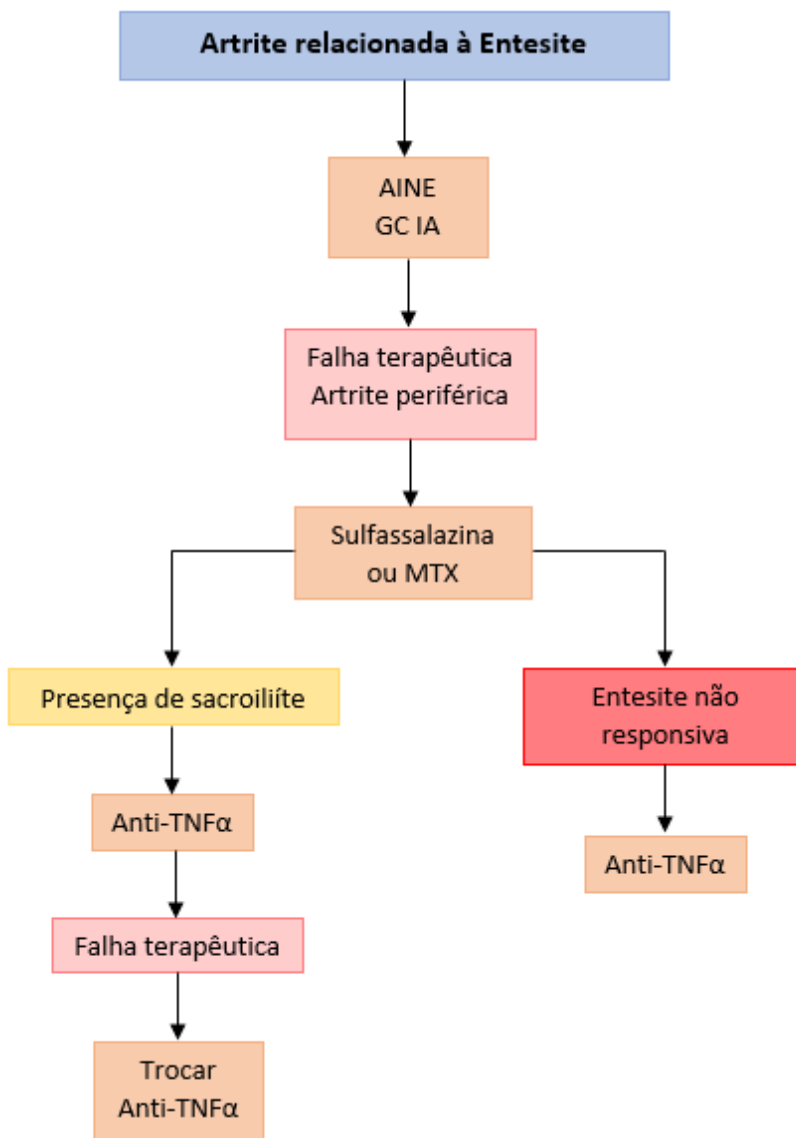 Artrite relacionada à Entesite
AINE
GC IA
Falha terapêutica
Artrite periférica
Sulfassalazina
ou MTX
Presença de sacroiliíte
Entesite não
responsiva
Anti-TNFα
Anti-TNFα
Falha terapêutica
Trocar
Anti-TNFα